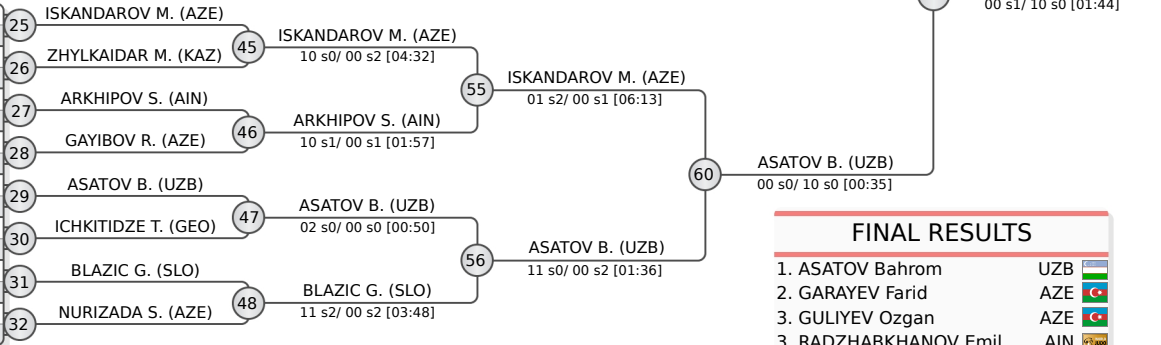 00 s1/ 10 s0 [01:44]
25 ISKANDAROV M. (AZE)
26 ZHYLKAIDAR M. (KAZ)
45 ISKANDAROV M. (AZE)
10 s0/ 00 s2 [04:32]
27 ARKHIPOV S. (AIN)
28 GAYIBOV R. (AZE)
46 ARKHIPOV S. (AIN)
10 s1/ 00 s1 [01:57]
55 ISKANDAROV M. (AZE)
01 s2/ 00 s1 [06:13]
29 ASATOV B. (UZB)
30 ICHKITIDZE T. (GEO)
47 ASATOV B. (UZB)
02 s0/ 00 s0 [00:50]
31 BLAZIC G. (SLO)
32 NURIZADA S. (AZE)
48 BLAZIC G. (SLO)
11 s2/ 00 s2 [03:48]
56 ASATOV B. (UZB)
11 s0/ 00 s2 [01:36]
60 ASATOV B. (UZB)
00 s0/ 10 s0 [00:35]
FINAL RESULTS
1. ASATOV Bahrom UZB
2. GARAYEV Farid AZE
3. GULIYEV Ozgan AZE
3. RADZHABKHANOV Emil AIN